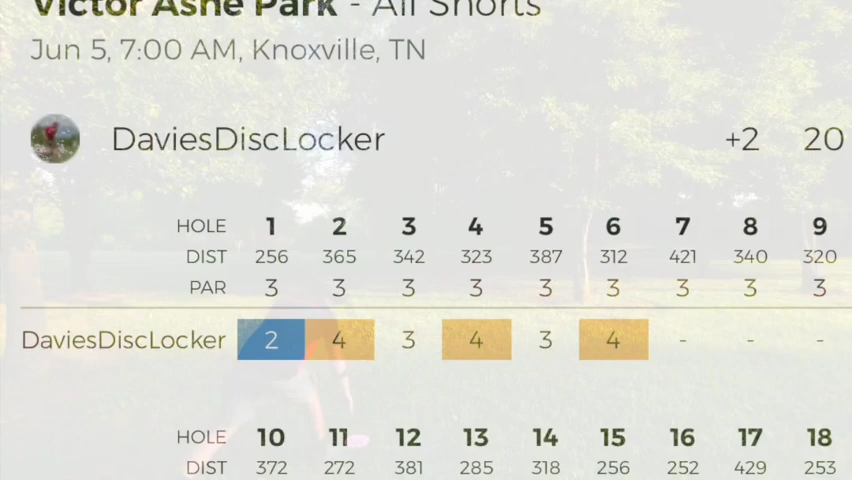 Victor Ashe Park - All Shorts
Jun 5, 7:00 AM, Knoxville, TN
DaviesDiscLocker +2 20
HOLE 1 2 3 4 5 6 7 8 9
DIST 256 365 342 323 387 312 421 340 320
PAR 3 3 3 3 3 3 3 3 3
DaviesDiscLocker 2 4 3 4 3 4 - - -
HOLE 10 11 12 13 14 15 16 17 18
DIST 372 272 381 285 318 256 252 429 253